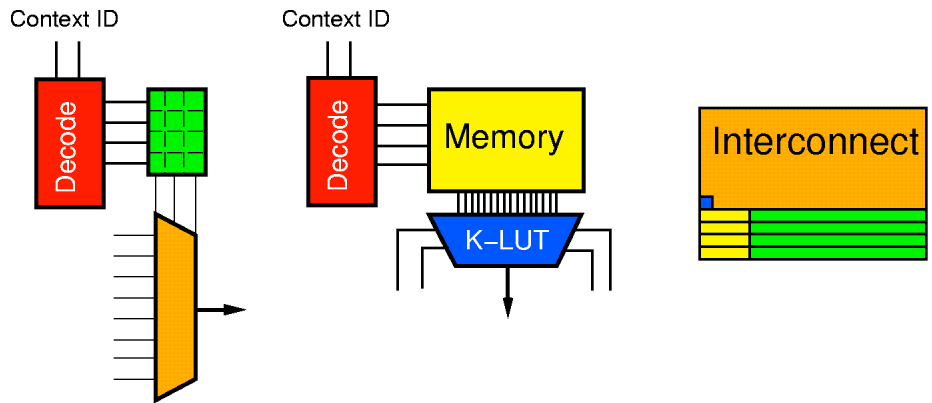 Context ID
Decode
Context ID
Decode
Memory
K-LUT
Interconnect